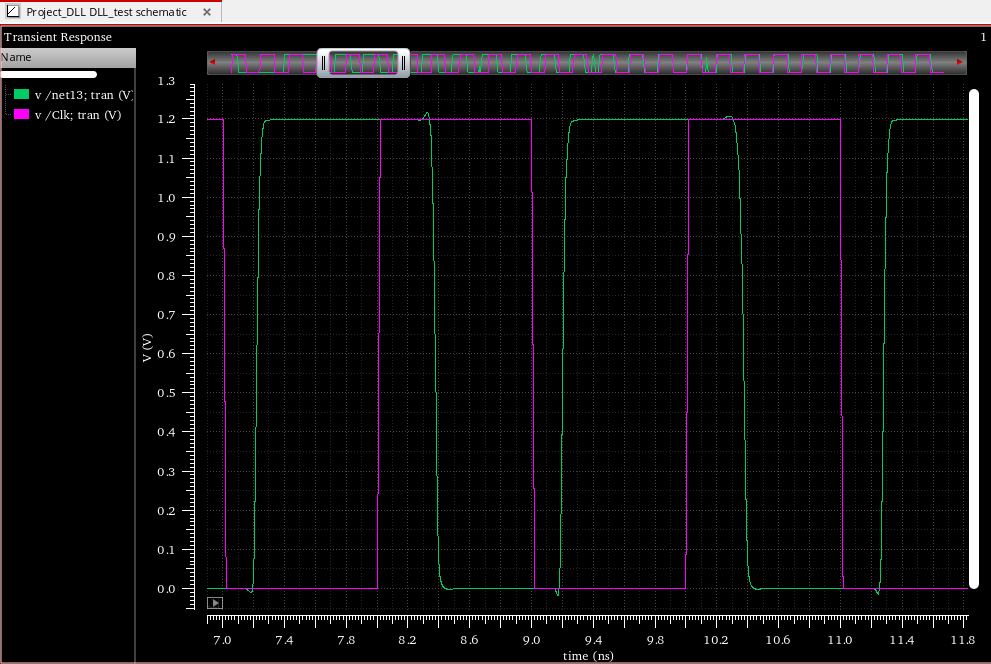 Project_DLL DLL_test schematic ×
Transient Response
1
Name
v /net13; tran (V)
v /Clk; tran (V)
1.3
1.2
1.1
1.0
0.9
0.8
0.7
0.6
0.5
0.4
0.3
0.2
0.1
0.0
V (V)
7.0 7.4 7.8 8.2 8.6 9.0 9.4 9.8 10.2 10.6 11.0 11.4 11.8
time (ns)